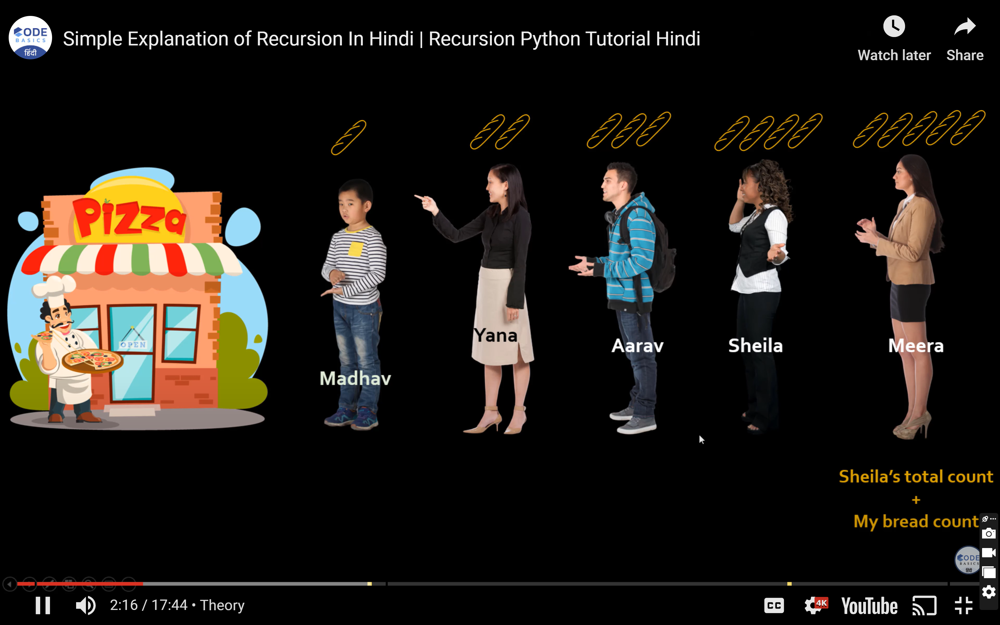 CODE
BASICS
हिंदी
Simple Explanation of Recursion In Hindi | Recursion Python Tutorial Hindi
Watch later
Share
Pizza
OPEN
Madhav
Yana
Aarav
Sheila
Meera
Sheila’s total count
+
My bread count
CODE
BASICS
हिंदी
2:16 / 17:44 • Theory
CC
4K
YouTube